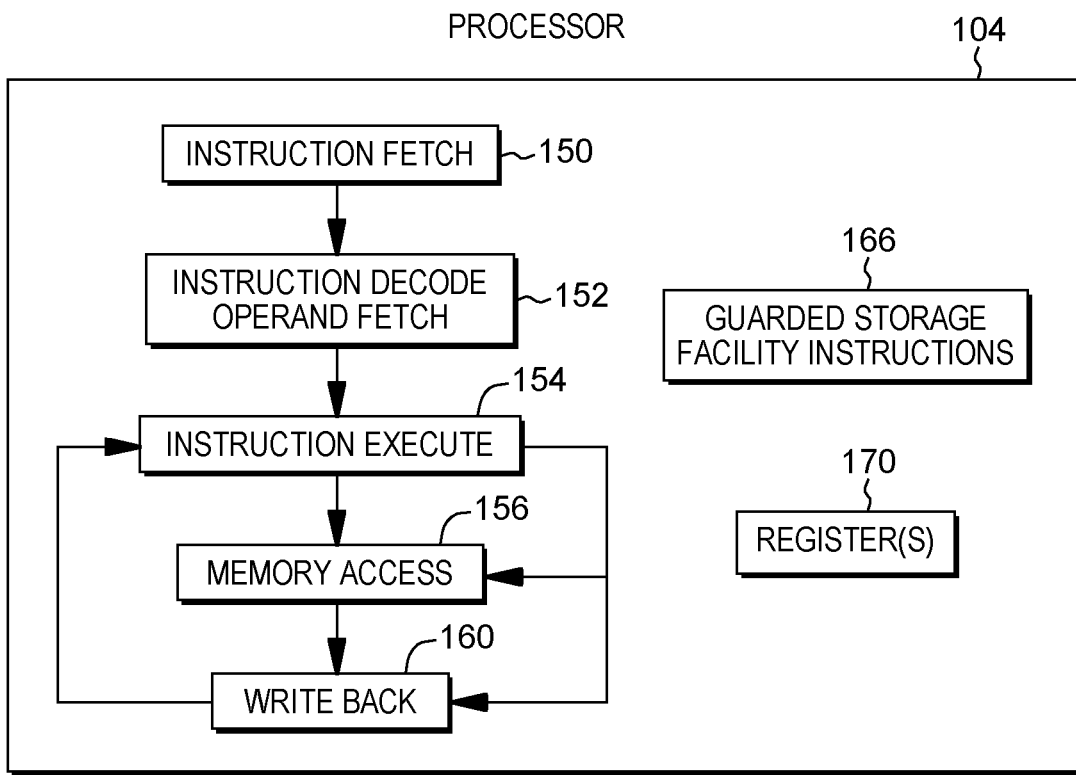 PROCESSOR
104
INSTRUCTION FETCH
150
INSTRUCTION DECODE
OPERAND FETCH
152
154
INSTRUCTION EXECUTE
156
MEMORY ACCESS
160
WRITE BACK
166
GUARDED STORAGE
FACILITY INSTRUCTIONS
170
REGISTER(S)